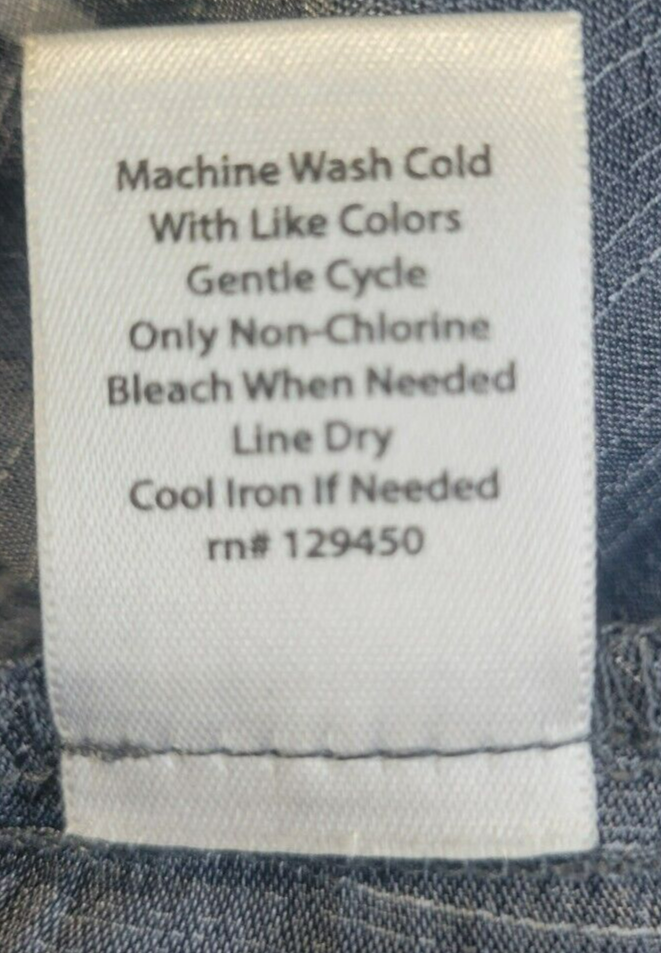 Machine Wash Cold
With Like Colors
Gentle Cycle
Only Non-Chlorine
Bleach When Needed
Line Dry
Cool Iron If Needed
rn# 129450